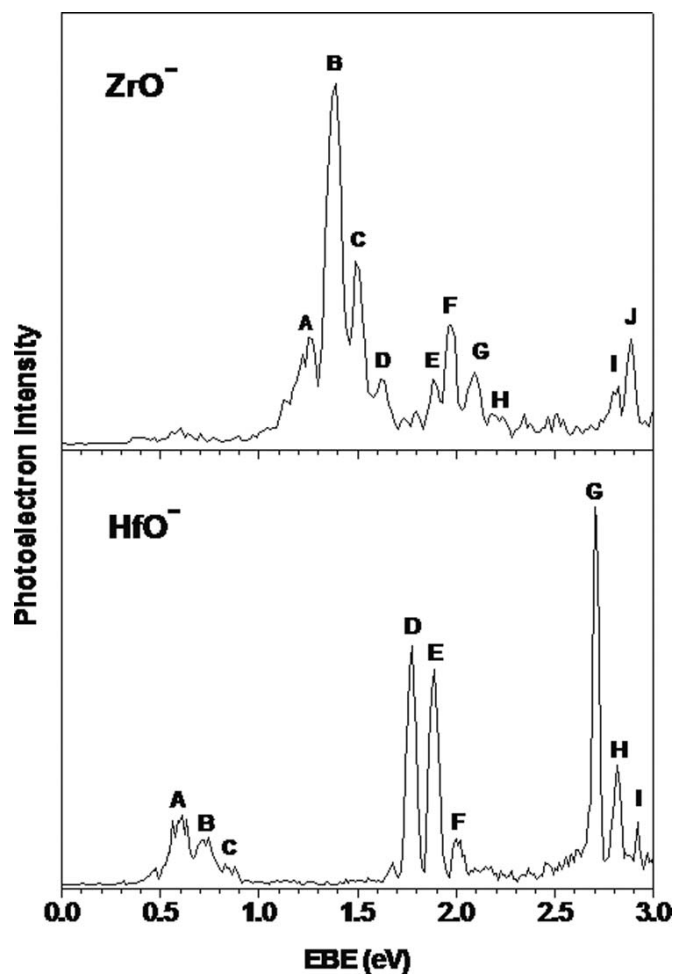 ZrO⁻
A
B
C
D
E
F
G
H
I
J
HfO⁻
A
B
C
D
E
F
G
H
I
Photoelectron Intensity
0.0 0.5 1.0 1.5 2.0 2.5 3.0
EBE (eV)